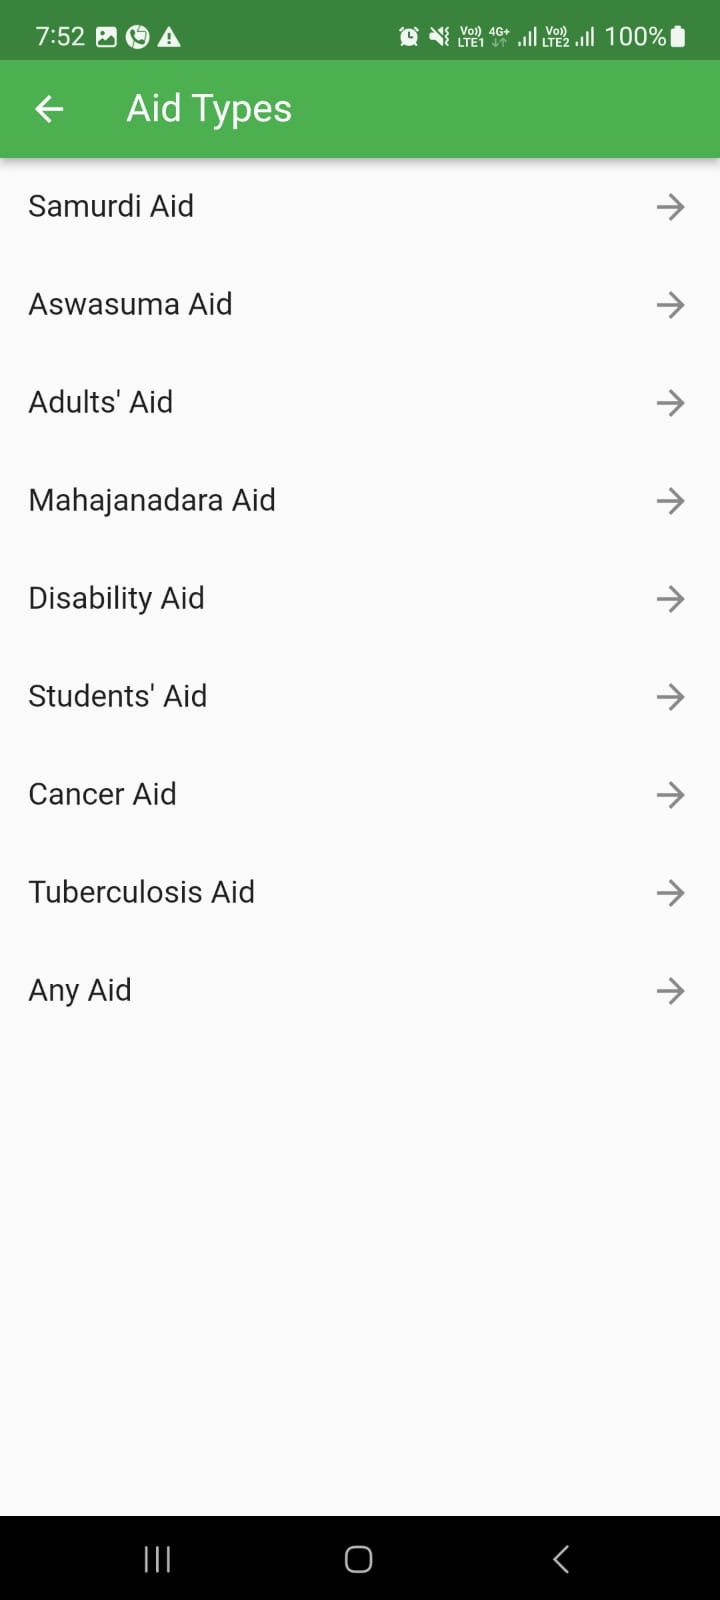 7:52
Vo)) LTE1 4G+ Vo)) LTE2 100%
Aid Types
Samurdi Aid
Aswasuma Aid
Adults' Aid
Mahajanadara Aid
Disability Aid
Students' Aid
Cancer Aid
Tuberculosis Aid
Any Aid